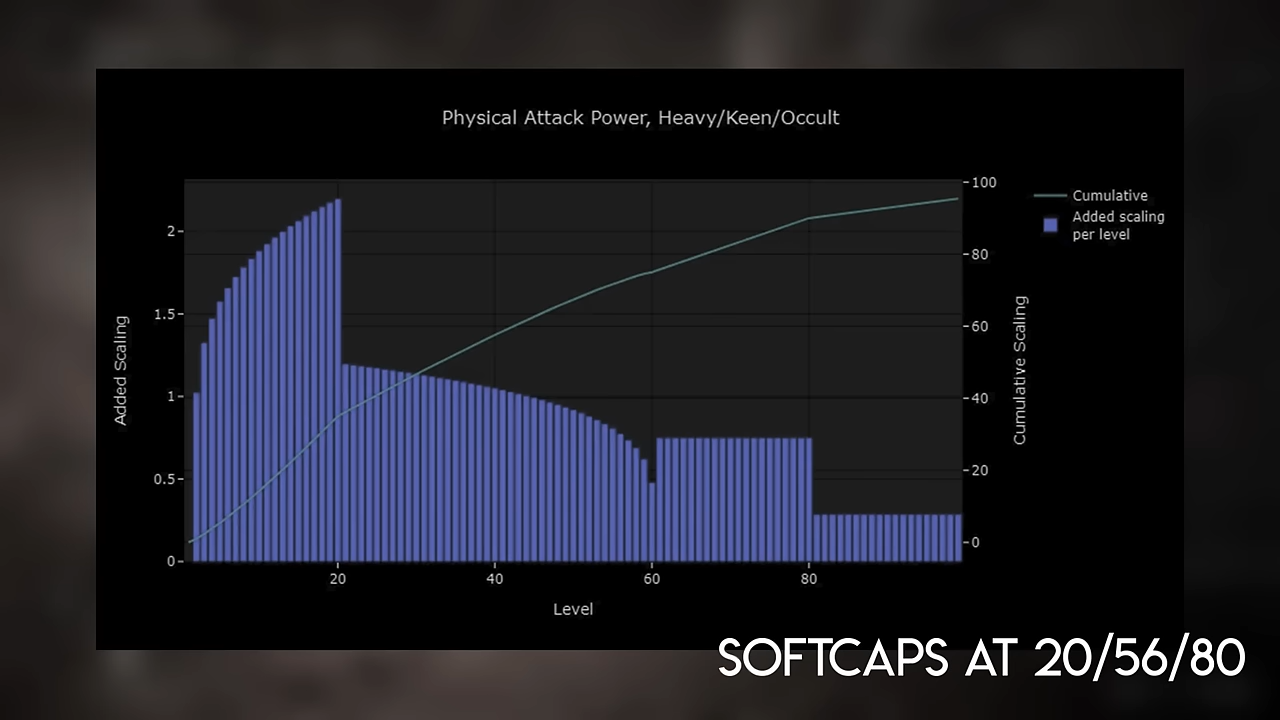 Physical Attack Power, Heavy/Keen/Occult
Added Scaling
2
1.5
1
0.5
0
20
40
60
80
Level
100
80
60
40
20
0
Cumulative Scaling
Cumulative
Added scaling
per level
SOFTCAPS AT 20/56/80